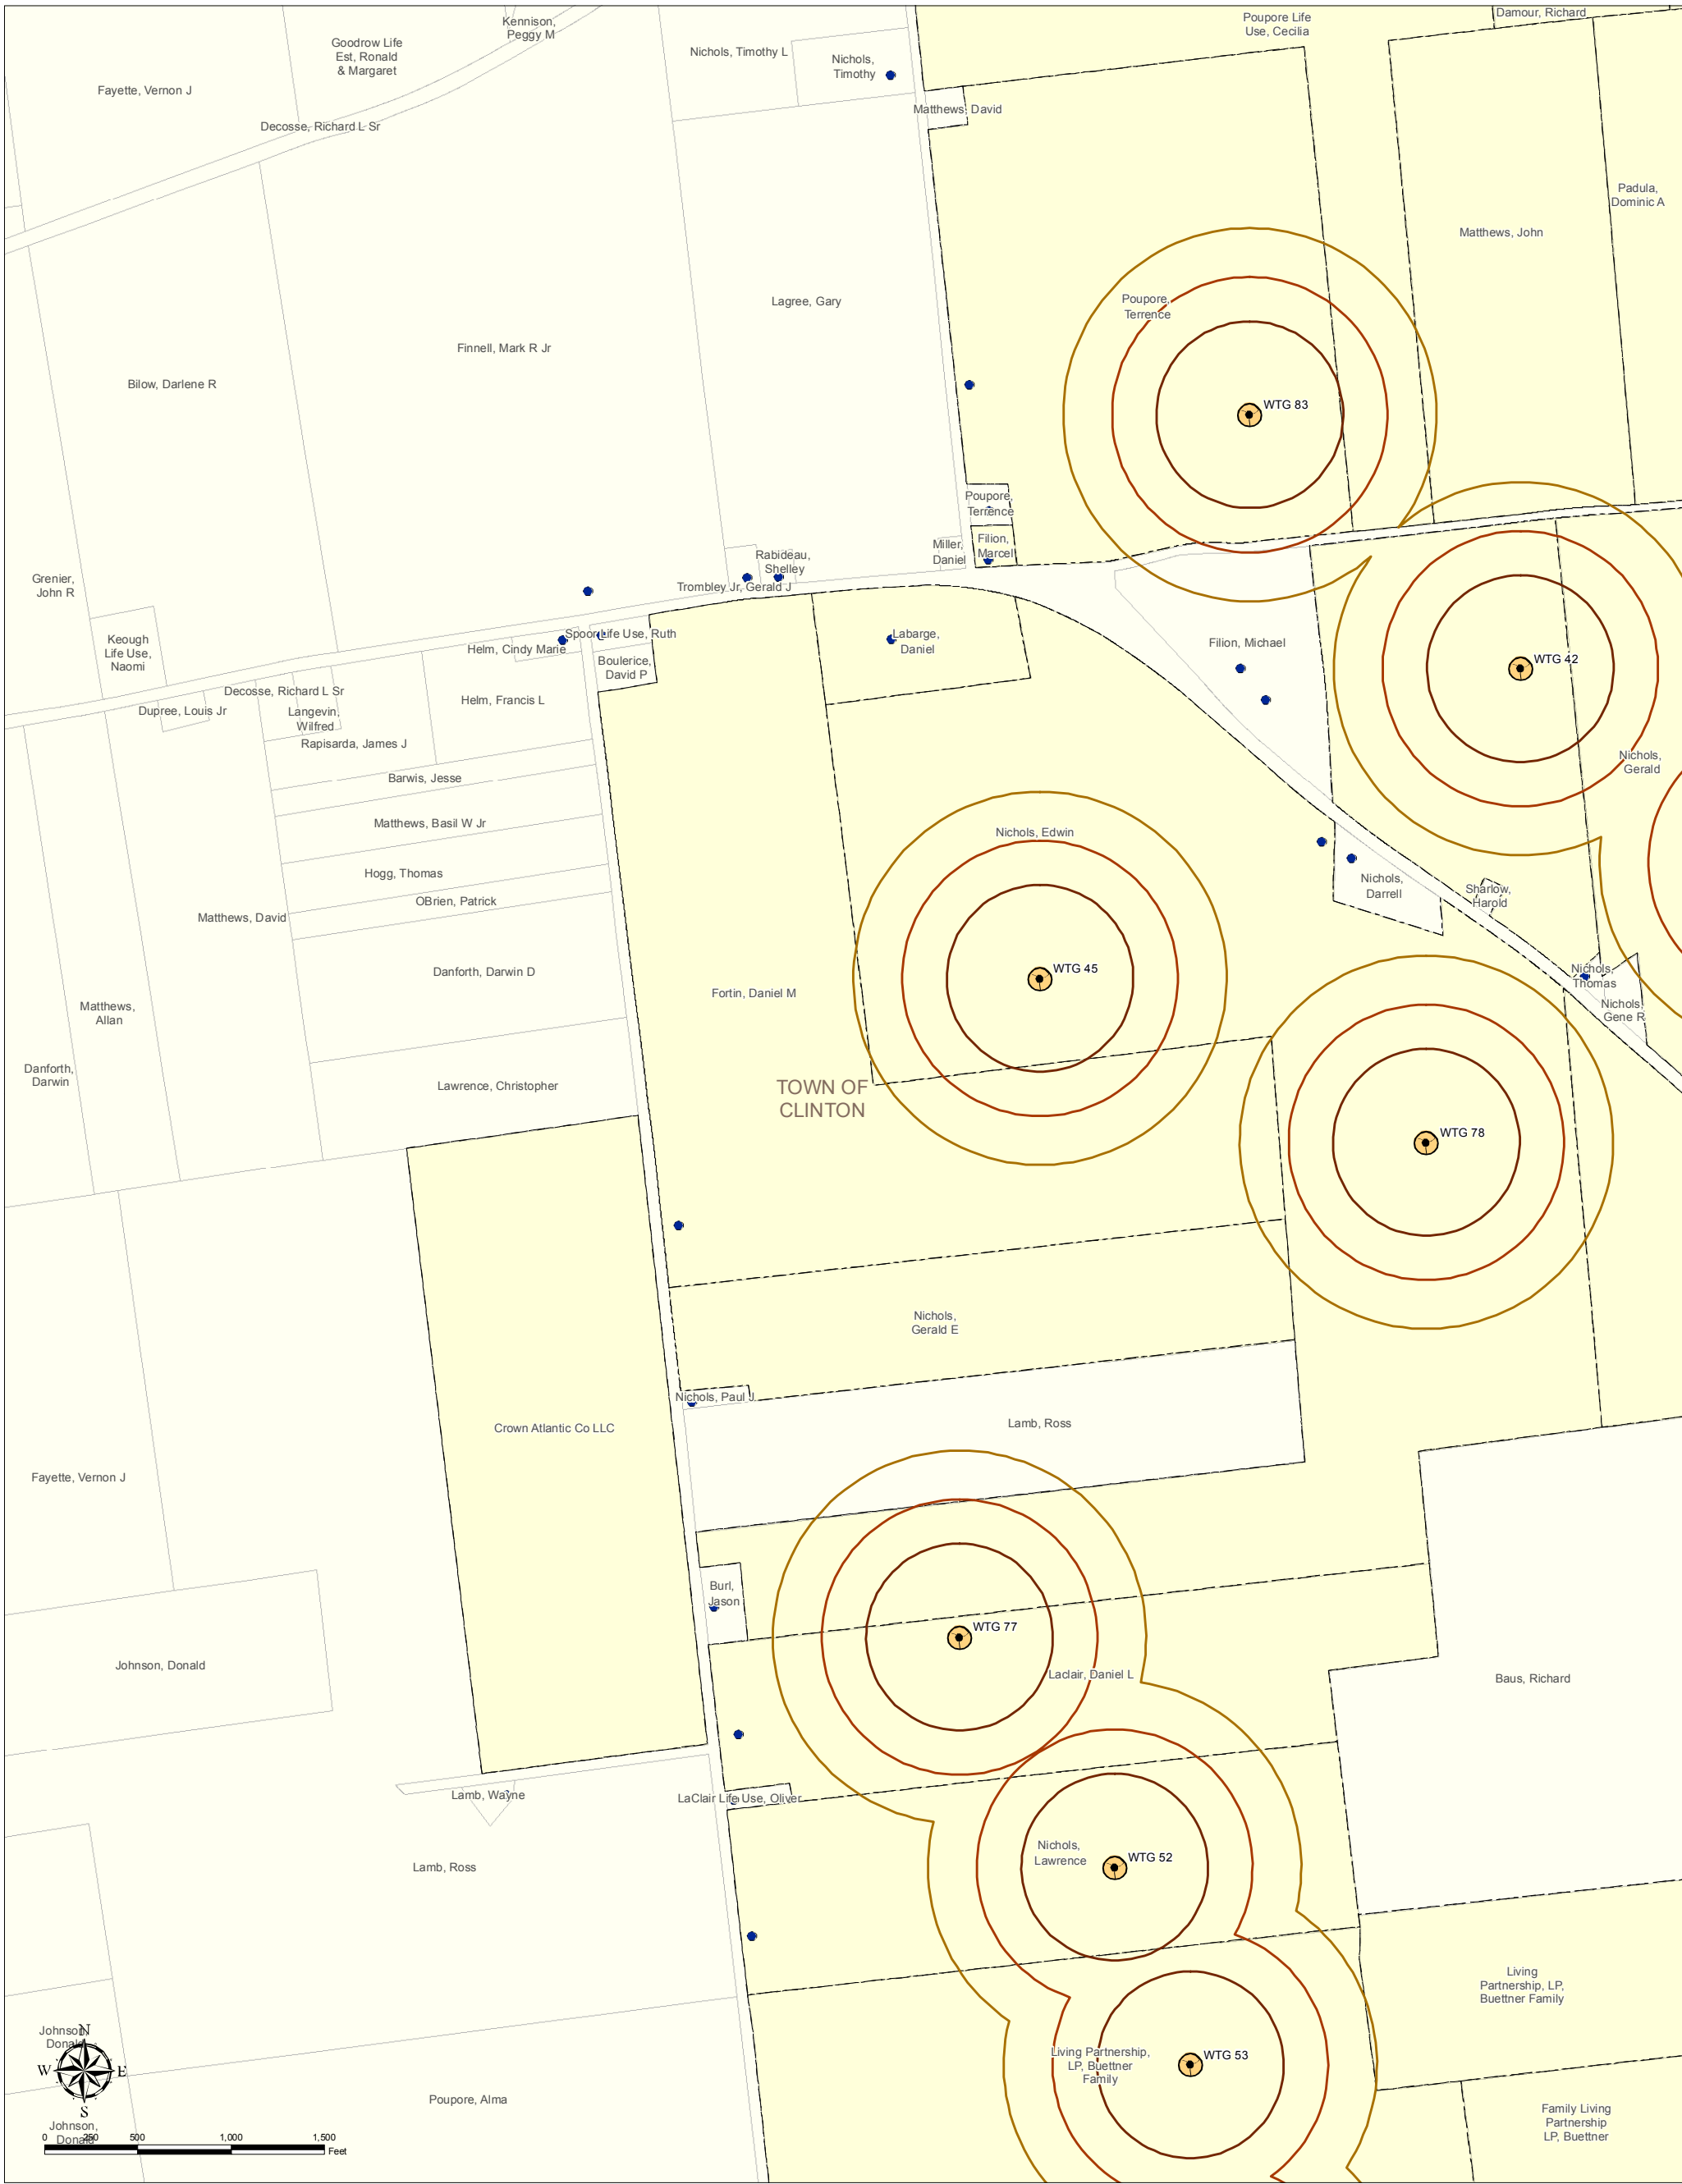 Kennison,
Peggy M
Goodrow Life
Est, Ronald
& Margaret
Fayette, Vernon J
Decosse, Richard L Sr
Nichols, Timothy L
Nichols,
Timothy
Poupore Life
Use, Cecilia
Damour, Richard
Matthews, David
Padula,
Dominic A
Matthews, John
Lagree, Gary
Poupore,
Terrence
Finnell, Mark R Jr
Bilow, Darlene R
WTG 83
Poupore,
Terrence
Miller,
Daniel
Filion,
Marcel
Rabideau,
Shelley
Trombley Jr, Gerald J
Grenier,
John R
Keough
Life Use,
Naomi
Spoor Life Use, Ruth
Helm, Cindy Marie
Boulerice,
David P
Labarge,
Daniel
Filion, Michael
WTG 42
Decosse, Richard L Sr
Dupree, Louis Jr
Langevin,
Wilfred
Helm, Francis L
Rapisarda, James J
Barwis, Jesse
Nichols,
Gerald
Matthews, Basil W Jr
Nichols, Edwin
Hogg, Thomas
OBrien, Patrick
Nichols,
Darrell
Sharlow,
Harold
Matthews, David
Danforth, Darwin D
WTG 45
Nichols,
Thomas
Fortin, Daniel M
Nichols,
Gene R
Matthews,
Allan
Danforth,
Darwin
Lawrence, Christopher
TOWN OF
CLINTON
WTG 78
Nichols,
Gerald E
Nichols, Paul J
Crown Atlantic Co LLC
Lamb, Ross
Fayette, Vernon J
Burl,
Jason
WTG 77
Johnson, Donald
Laclair, Daniel L
Baus, Richard
Lamb, Wayne
LaClair Life Use, Oliver
Nichols,
Lawrence
WTG 52
Lamb, Ross
Living
Partnership, LP,
Buettner Family
Johnson,
Donald
N
W
E
S
Living Partnership,
LP, Buettner
Family
WTG 53
Poupore, Alma
Family Living
Partnership
LP, Buettner
Johnson,
Donald
0 250 500 1,000 1,500
Feet